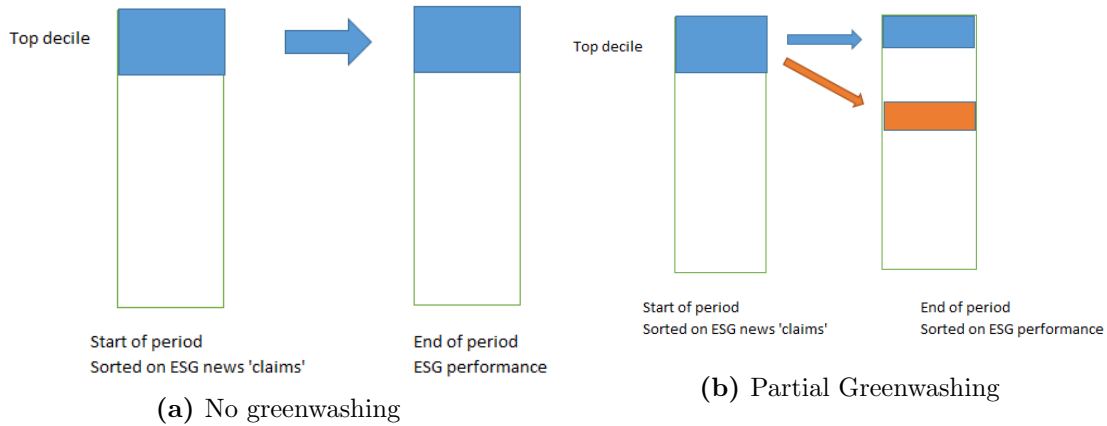 Top decile
Start of period
Sorted on ESG news 'claims'
End of period
ESG performance
(a) No greenwashing
Top decile
Start of period
Sorted on ESG news 'claims'
End of period
Sorted on ESG performance
(b) Partial Greenwashing